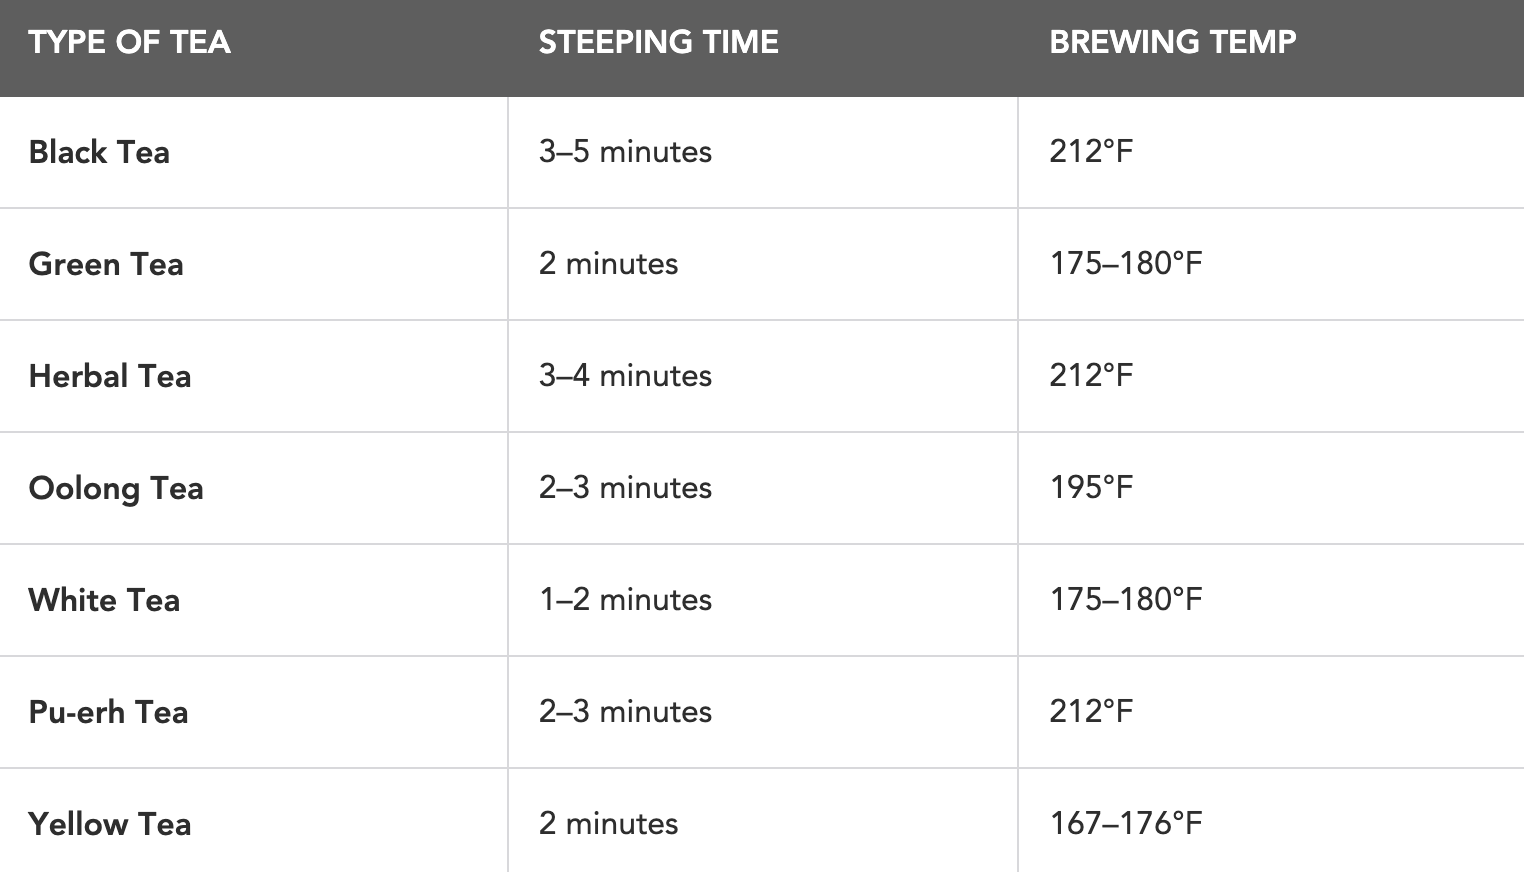 TYPE OF TEA STEEPING TIME BREWING TEMP
Black Tea 3–5 minutes 212°F
Green Tea 2 minutes 175–180°F
Herbal Tea 3–4 minutes 212°F
Oolong Tea 2–3 minutes 195°F
White Tea 1–2 minutes 175–180°F
Pu-erh Tea 2–3 minutes 212°F
Yellow Tea 2 minutes 167–176°F